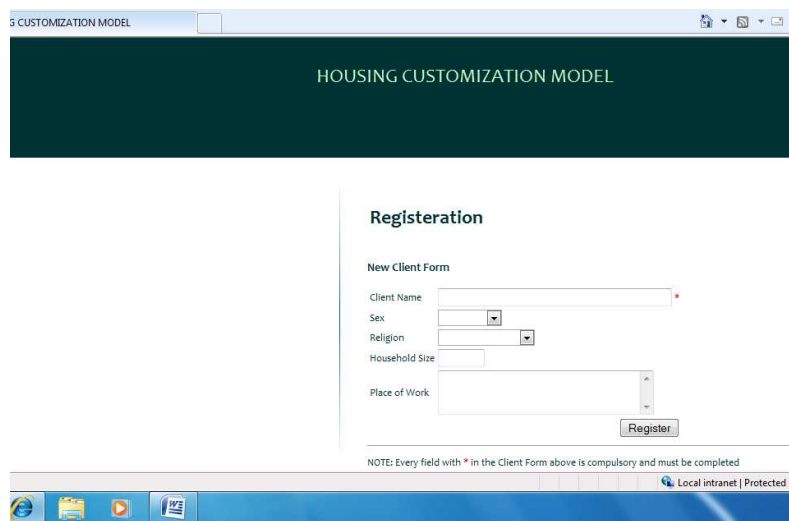 G CUSTOMIZATION MODEL
HOUSING CUSTOMIZATION MODEL
Registeration
New Client Form
Client Name *
Sex
Religion
Household Size
Place of Work
Register
NOTE: Every field with * in the Client Form above is compulsory and must be completed
Local intranet | Protected